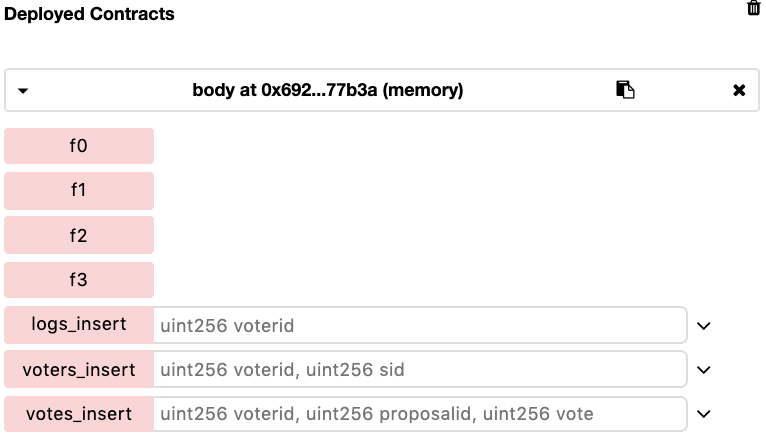 Deployed Contracts
body at 0x692...77b3a (memory)
f0
f1
f2
f3
logs_insert uint256 voterid
voters_insert uint256 voterid, uint256 sid
votes_insert uint256 voterid, uint256 proposalid, uint256 vote